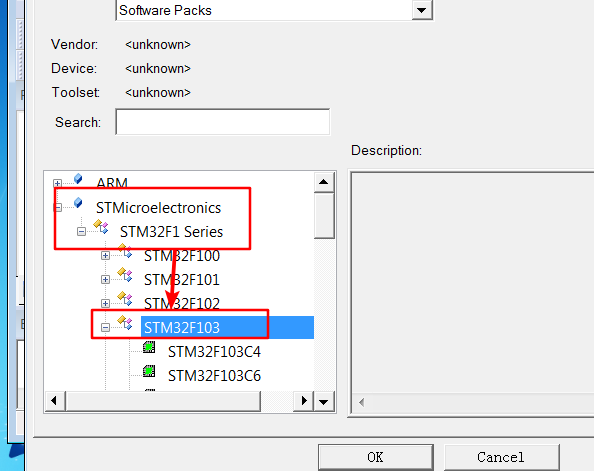 Software Packs
Vendor: <unknown>
Device: <unknown>
Toolset: <unknown>
Search:
Description:
ARM
STMicroelectronics
STM32F1 Series
STM32F100
STM32F101
STM32F102
STM32F103
STM32F103C4
STM32F103C6
OK
Cancel